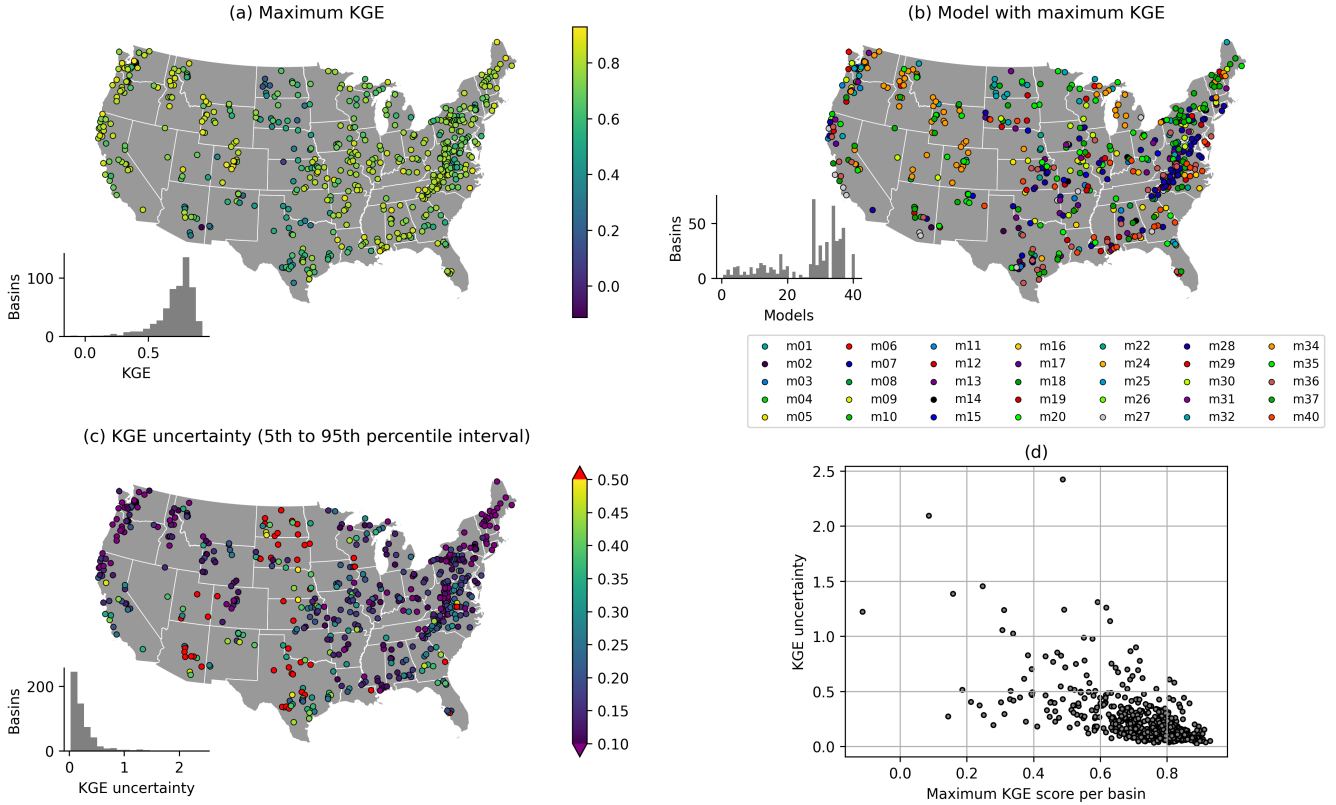 (a) Maximum KGE
0.8
0.6
0.4
0.2
0.0
Basins
100
0
0.0 0.5
KGE
(b) Model with maximum KGE
Basins
50
0
0 20 40
Models
m01 m06 m11 m16 m22 m28 m34
m02 m07 m12 m17 m24 m29 m35
m03 m08 m13 m18 m25 m30 m36
m04 m09 m14 m19 m26 m31 m37
m05 m10 m15 m20 m27 m32 m40
(c) KGE uncertainty (5th to 95th percentile interval)
0.50
0.45
0.40
0.35
0.30
0.25
0.20
0.15
0.10
Basins
200
0
0 1 2
KGE uncertainty
(d)
KGE uncertainty
2.5
2.0
1.5
1.0
0.5
0.0
0.0 0.2 0.4 0.6 0.8
Maximum KGE score per basin